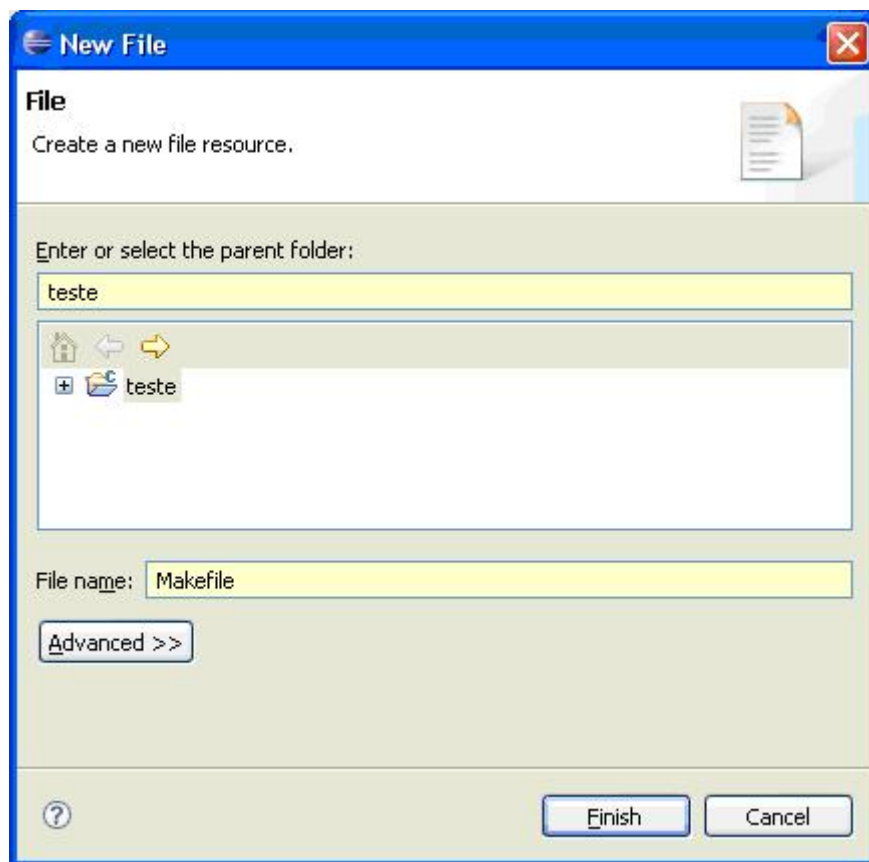 New File
File
Create a new file resource.
Enter or select the parent folder:
teste
teste
File name: Makefile
Advanced >>
Finish Cancel